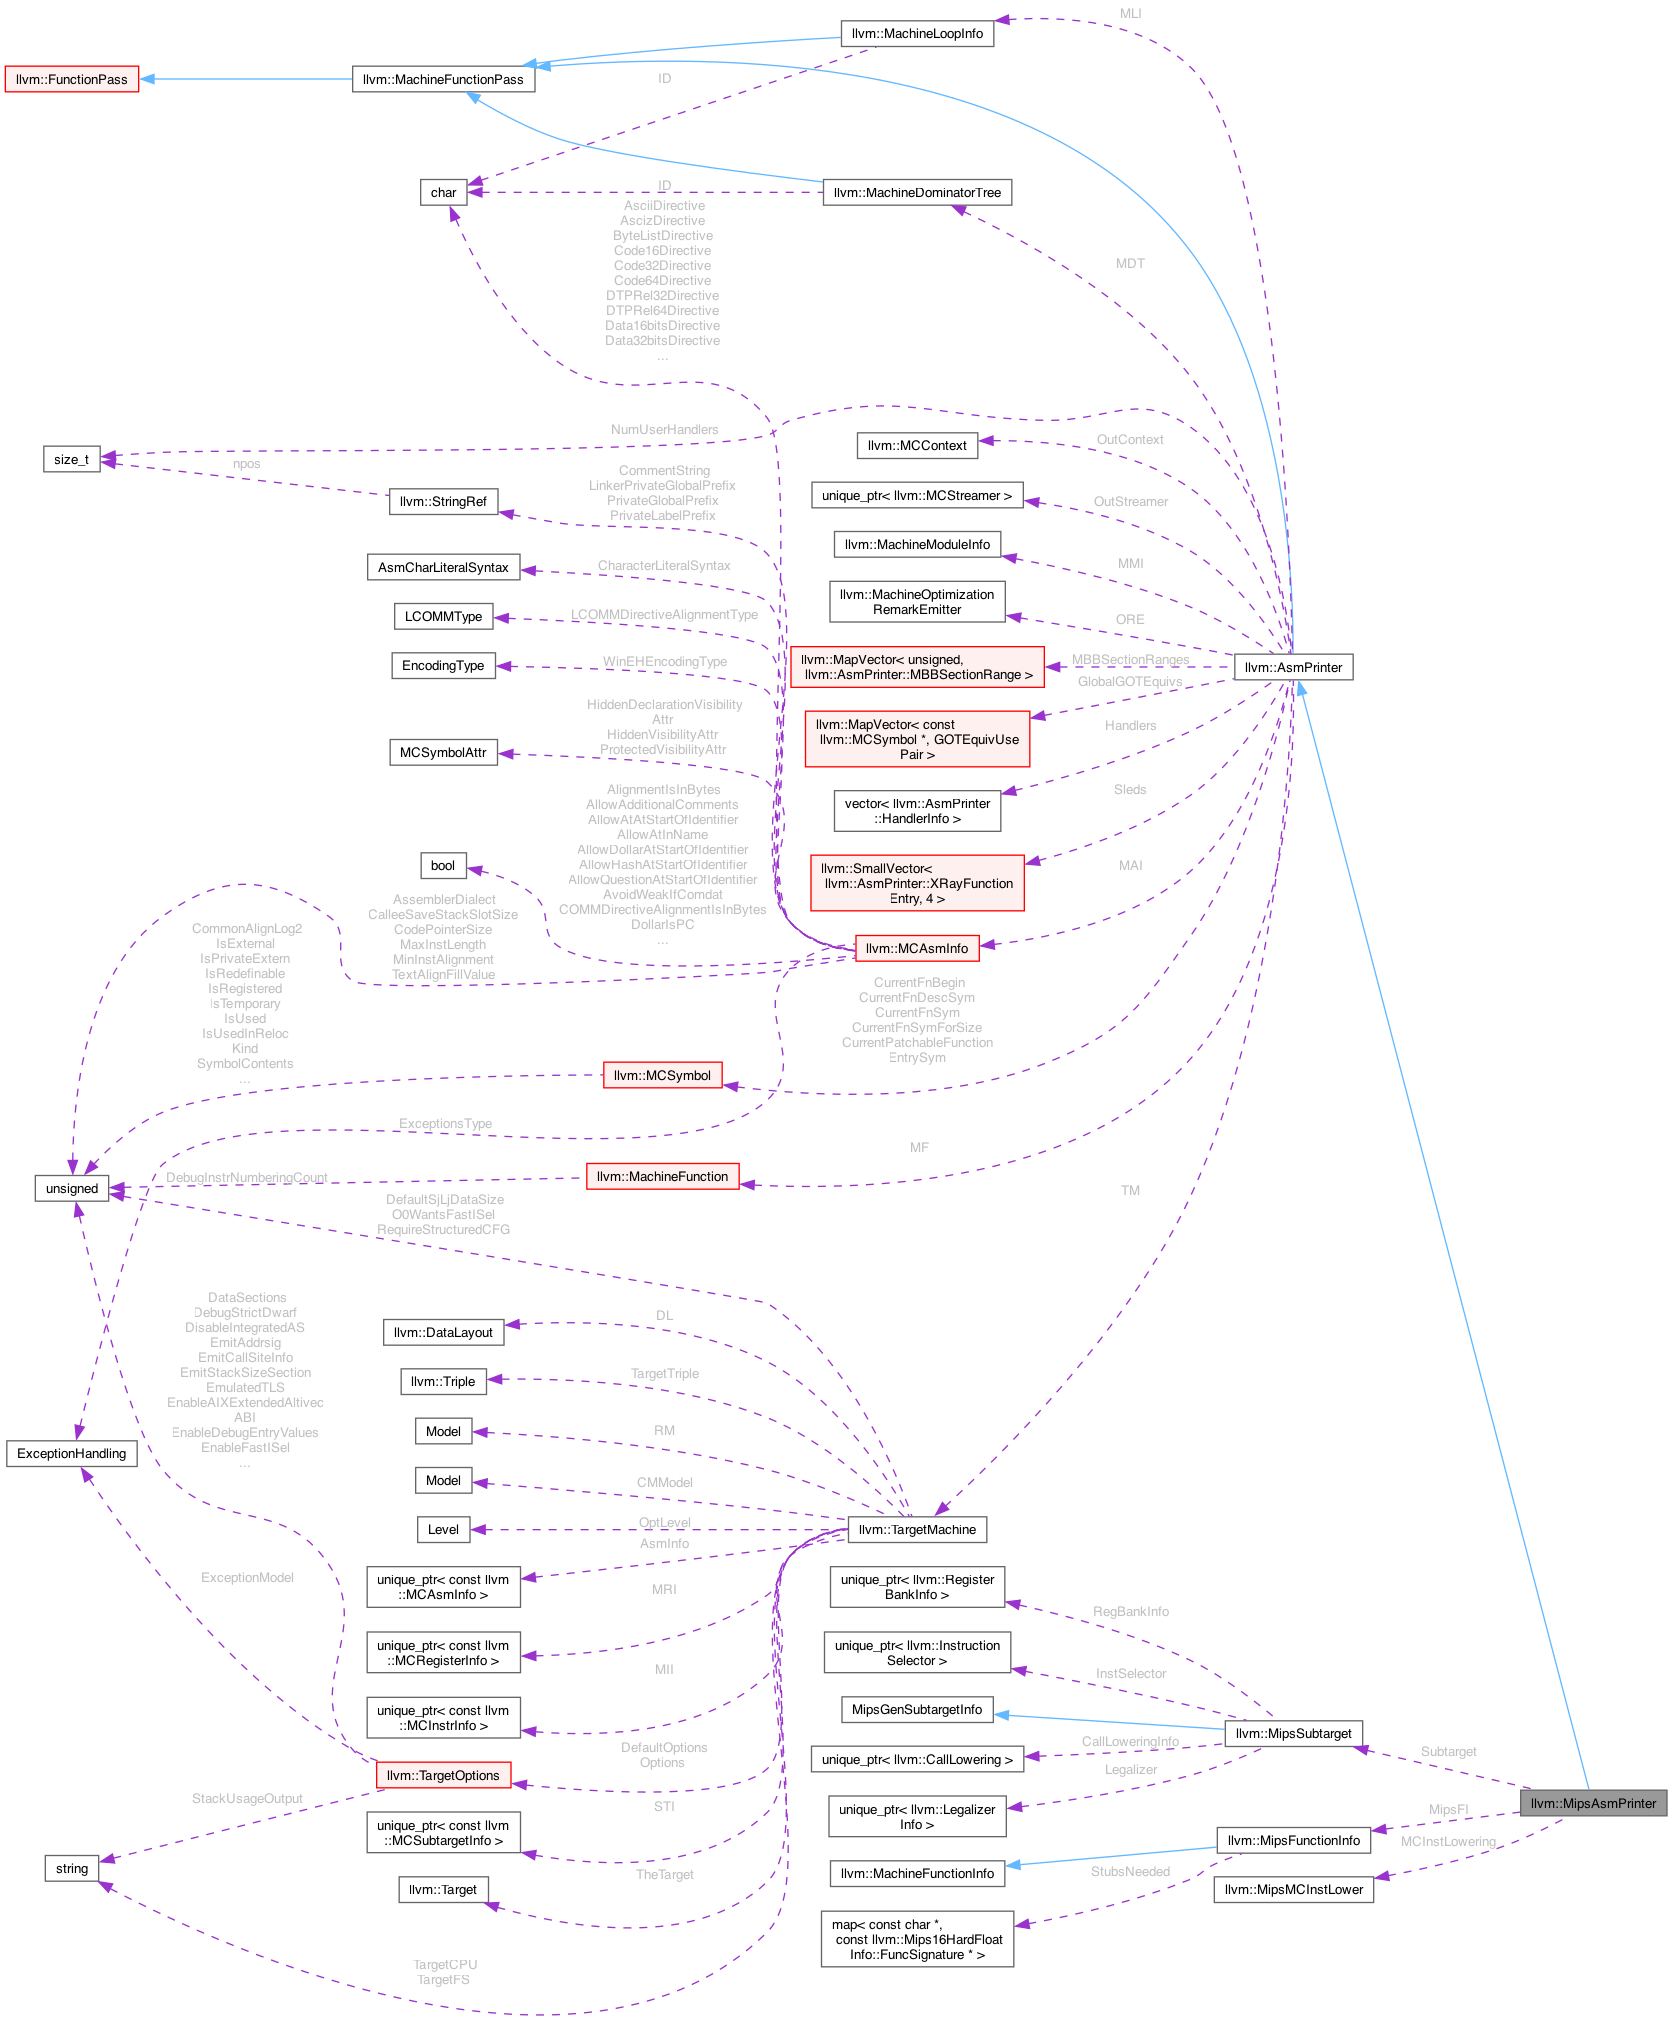 MLI
llvm::MachineLoopInfo
llvm::FunctionPass
llvm::MachineFunctionPass
ID
char
ID
llvm::MachineDominatorTree
AsciiDirective
AscizDirective
ByteListDirective
Code16Directive
Code32Directive
Code64Directive
DTPRel32Directive
DTPRel64Directive
Data16bitsDirective
Data32bitsDirective
...
MDT
NumUserHandlers
size_t
npos
llvm::MCContext
OutContext
CommentString
LinkerPrivateGlobalPrefix
PrivateGlobalPrefix
PrivateLabelPrefix
llvm::StringRef
unique_ptr< llvm::MCStreamer >
OutStreamer
AsmCharLiteralSyntax
CharacterLiteralSyntax
llvm::MachineModuleInfo
MMI
LCOMMType
LCOMMDirectiveAlignmentType
llvm::MachineOptimization
RemarkEmitter
ORE
EncodingType
WinEHEncodingType
llvm::MapVector< unsigned,
llvm::AsmPrinter::MBBSectionRange >
MBBSectionRanges
llvm::AsmPrinter
GlobalGOTEquivs
HiddenDeclarationVisibility
Attr
HiddenVisibilityAttr
ProtectedVisibilityAttr
MCSymbolAttr
llvm::MapVector< const
llvm::MCSymbol *, GOTEquivUse
Pair >
Handlers
AlignmentIsInBytes
AllowAdditionalComments
AllowAtAtStartOfIdentifier
AllowAtInName
AllowDollarAtStartOfIdentifier
AllowHashAtStartOfIdentifier
AllowQuestionAtStartOfIdentifier
AvoidWeakIfComdat
COMMDirectiveAlignmentIsInBytes
DollarIsPC
...
vector< llvm::AsmPrinter
::HandlerInfo >
Sleds
bool
llvm::SmallVector<
llvm::AsmPrinter::XRayFunction
Entry, 4 >
MAI
AssemblerDialect
CalleeSaveStackSlotSize
CodePointerSize
MaxInstLength
MinInstAlignment
TextAlignFillValue
llvm::MCAsmInfo
CommonAlignLog2
IsExternal
IsPrivateExtern
IsRedefinable
IsRegistered
IsTemporary
IsUsed
IsUsedInReloc
Kind
SymbolContents
...
CurrentFnBegin
CurrentFnDescSym
CurrentFnSym
CurrentFnSymForSize
CurrentPatchableFunction
EntrySym
llvm::MCSymbol
ExceptionsType
MF
unsigned
DebugInstrNumberingCount
llvm::MachineFunction
TM
DefaultSjLjDataSize
O0WantsFastISel
RequireStructuredCFG
DataSections
DebugStrictDwarf
DisableIntegratedAS
EmitAddrsig
EmitCallSiteInfo
EmitStackSizeSection
EmulatedTLS
EnableAIXExtendedAltivec
ABI
EnableDebugEntryValues
EnableFastISel
...
llvm::DataLayout
DL
llvm::Triple
TargetTriple
Model
RM
ExceptionHandling
Model
CMModel
Level
OptLevel
llvm::TargetMachine
AsmInfo
unique_ptr< const llvm
::MCAsmInfo >
ExceptionModel
MRI
unique_ptr< llvm::Register
BankInfo >
RegBankInfo
unique_ptr< const llvm
::MCRegisterInfo >
MII
unique_ptr< llvm::Instruction
Selector >
InstSelector
unique_ptr< const llvm
::MCInstrInfo >
MipsGenSubtargetInfo
llvm::MipsSubtarget
DefaultOptions
Options
CallLoweringInfo
unique_ptr< llvm::CallLowering >
Subtarget
Legalizer
llvm::TargetOptions
StackUsageOutput
STI
llvm::MipsAsmPrinter
unique_ptr< llvm::Legalizer
Info >
MipsFI
unique_ptr< const llvm
::MCSubtargetInfo >
llvm::MipsFunctionInfo
MCInstLowering
string
TheTarget
llvm::MachineFunctionInfo
StubsNeeded
llvm::Target
llvm::MipsMCInstLower
map< const char *,
const llvm::Mips16HardFloat
Info::FuncSignature * >
TargetCPU
TargetFS